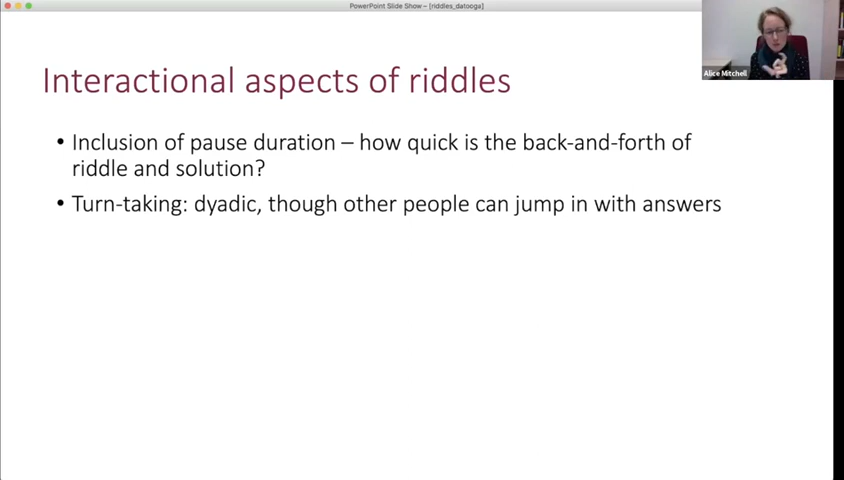 PowerPoint Slide Show – [riddles_datooga]
Alice Mitchell
Interactional aspects of riddles
• Inclusion of pause duration – how quick is the back-and-forth of
riddle and solution?
• Turn-taking: dyadic, though other people can jump in with answers